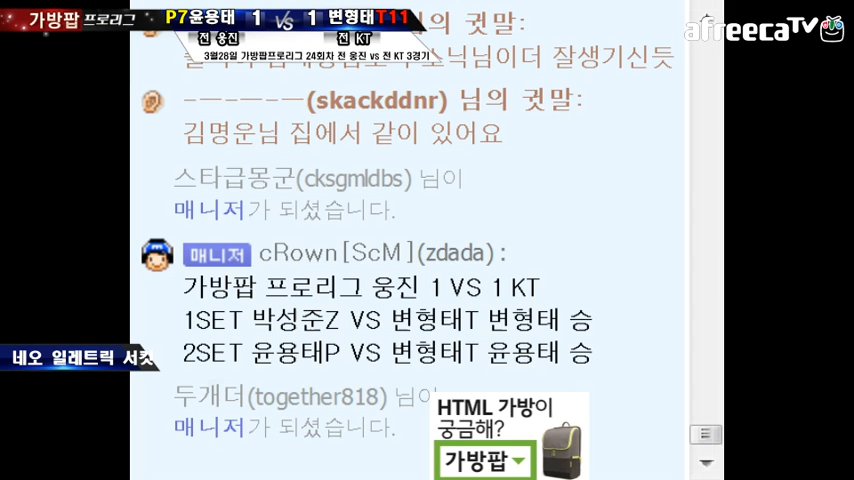 가방팝 프로리그
P7윤용태 1 VS 1 변형태T11
전 웅진 전 KT
3월28일 가방팝프로리그 24회차 전 웅진 vs 전 KT 3경기
afreecaTV
님의 귓말:
소닉님이더 잘생기신듯
-—-—-—(skackddnr) 님의 귓말:
김명운님 집에서 같이 있어요
스타급몽군(cksgmldbs) 님이
매니저가 되셨습니다.
매니저 cRown[ScM](zdada) :
가방팝 프로리그 웅진 1 VS 1 KT
1SET 박성준Z VS 변형태T 변형태 승
2SET 윤용태P VS 변형태T 윤용태 승
네오 일레트릭 서킷
두개더(together818) 님이
매니저가 되셨습니다.
HTML 가방이
궁금해?
가방팝